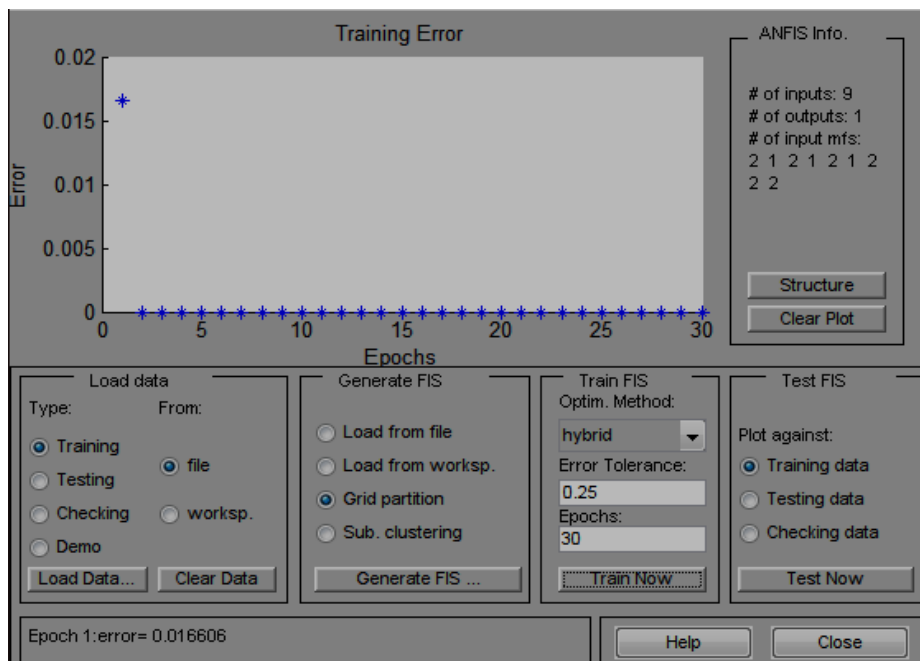 Training Error
0.02
0.015
0.01
0.005
0
Error
0 5 10 15 20 25 30
Epochs
ANFIS Info.
# of inputs: 9
# of outputs: 1
# of input mfs:
2 1 2 1 2 1 2
2 2
Structure
Clear Plot
Load data
Type:
From:
Training
Testing
Checking
Demo
file
worksp.
Load Data...
Clear Data
Generate FIS
Load from file
Load from worksp.
Grid partition
Sub. clustering
Generate FIS ...
Train FIS
Optim. Method:
hybrid
Error Tolerance:
0.25
Epochs:
30
Train Now
Test FIS
Plot against:
Training data
Testing data
Checking data
Test Now
Epoch 1:error= 0.016606
Help
Close